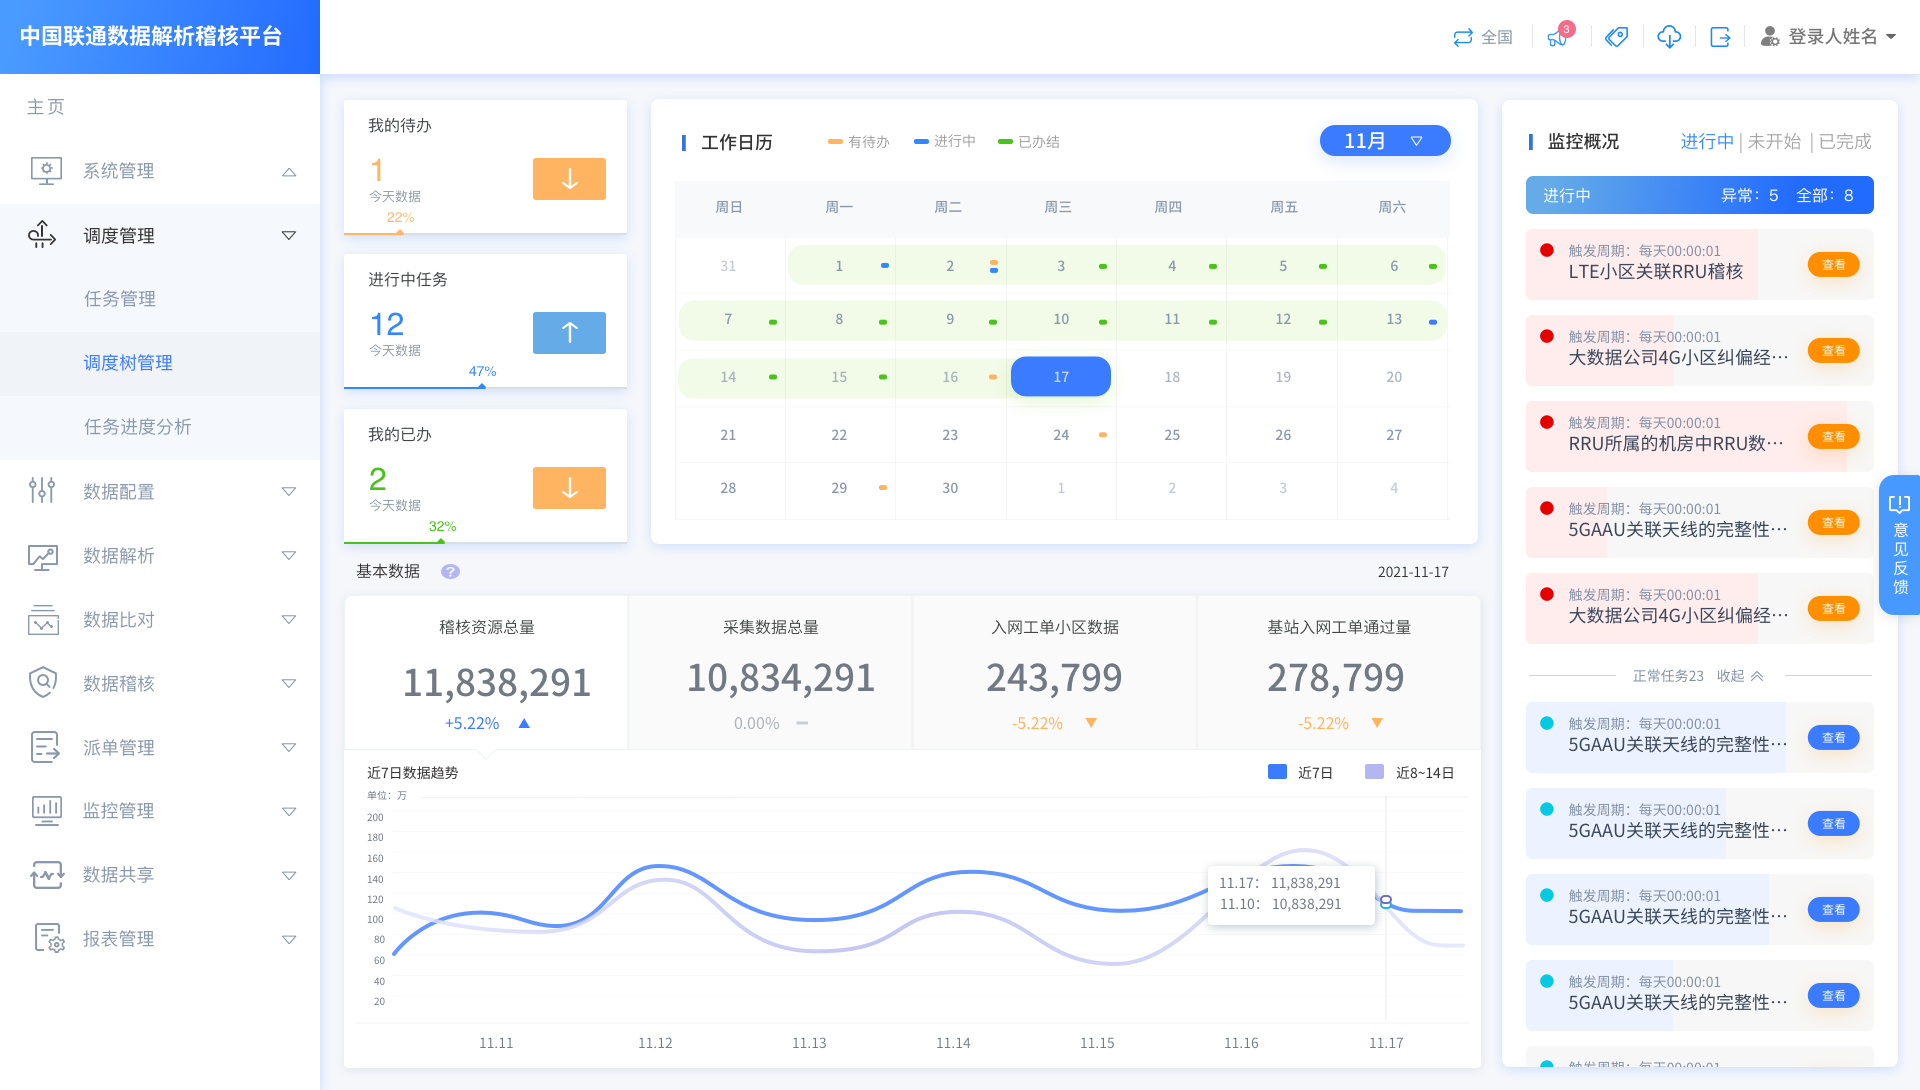 中国联通数据解析稽核平台
全国
3
登录人姓名
主页
系统管理
调度管理
任务管理
调度树管理
任务进度分析
数据配置
数据解析
数据比对
数据稽核
派单管理
监控管理
数据共享
报表管理
我的待办
1
今天数据
22%
进行中任务
12
今天数据
47%
我的已办
2
今天数据
32%
工作日历
有待办 进行中 已办结
11月
周日 周一 周二 周三 周四 周五 周六
31 1 2 3 4 5 6
7 8 9 10 11 12 13
14 15 16 17 18 19 20
21 22 23 24 25 26 27
28 29 30 1 2 3 4
基本数据 ?
2021-11-17
稽核资源总量
11,838,291
+5.22%
采集数据总量
10,834,291
0.00%
入网工单小区数据
243,799
-5.22%
基站入网工单通过量
278,799
-5.22%
近7日数据趋势
近7日 近8~14日
单位：万
200
180
160
140
120
100
80
60
40
20
11.17： 11,838,291
11.10： 10,838,291
11.11 11.12 11.13 11.14 11.15 11.16 11.17
监控概况
进行中 | 未开始 | 已完成
进行中 异常：5 全部：8
触发周期：每天00:00:01
LTE小区关联RRU稽核
查看
触发周期：每天00:00:01
大数据公司4G小区纠偏经···
查看
触发周期：每天00:00:01
RRU所属的机房中RRU数···
查看
触发周期：每天00:00:01
5GAAU关联天线的完整性···
查看
触发周期：每天00:00:01
大数据公司4G小区纠偏经···
查看
正常任务23 收起
触发周期：每天00:00:01
5GAAU关联天线的完整性···
查看
触发周期：每天00:00:01
5GAAU关联天线的完整性···
查看
触发周期：每天00:00:01
5GAAU关联天线的完整性···
查看
触发周期：每天00:00:01
5GAAU关联天线的完整性···
查看
触发周期：每天00:00:01
意见反馈